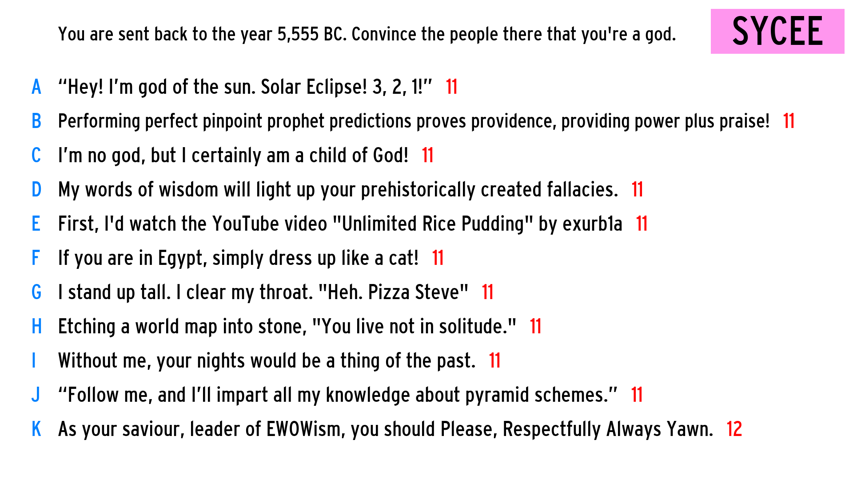 You are sent back to the year 5,555 BC. Convince the people there that you're a god.
SYCEE
A “Hey! I’m god of the sun. Solar Eclipse! 3, 2, 1!” 11
B Performing perfect pinpoint prophet predictions proves providence, providing power plus praise! 11
C I’m no god, but I certainly am a child of God! 11
D My words of wisdom will light up your prehistorically created fallacies. 11
E First, I'd watch the YouTube video "Unlimited Rice Pudding" by exurb1a 11
F If you are in Egypt, simply dress up like a cat! 11
G I stand up tall. I clear my throat. "Heh. Pizza Steve" 11
H Etching a world map into stone, "You live not in solitude." 11
I Without me, your nights would be a thing of the past. 11
J “Follow me, and I’ll impart all my knowledge about pyramid schemes.” 11
K As your saviour, leader of EWOWism, you should Please, Respectfully Always Yawn. 12